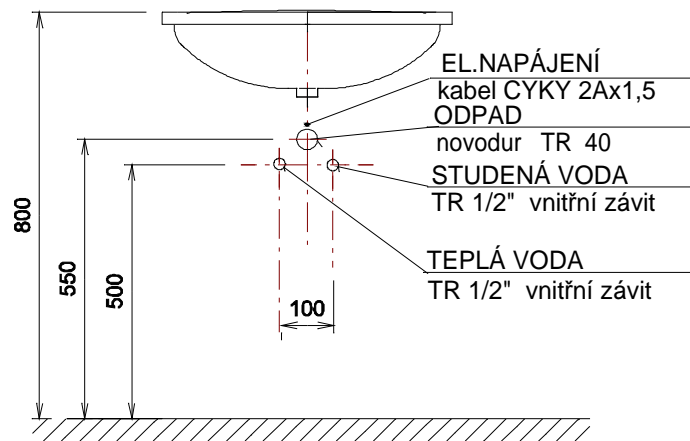 EL.NAPÁJENÍ
kabel CYKY 2Ax1,5
ODPAD
novodur TR 40
STUDENÁ VODA
TR 1/2" vnitřní závit
TEPLÁ VODA
TR 1/2" vnitřní závit
800
550
500
100